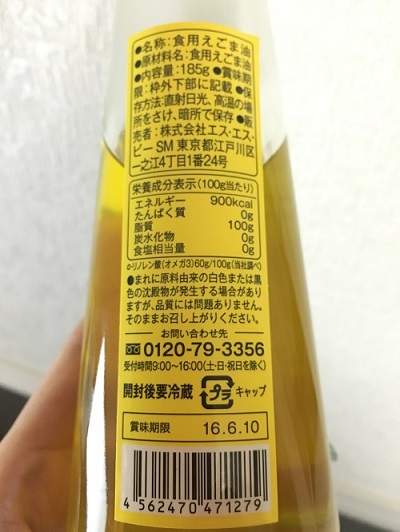 ●名称:食用えごま油
●原材料名:食用えごま油
●内容量:185g ●賞味期
限:枠外下部に記載 ●保
存方法:直射日光、高温の場
所をさけ、暗所で保存 ●販
売者:株式会社エス・エス・
ビー SM 東京都江戸川区
一之江4丁目1番24号
栄養成分表示(100g当たり)
エネルギー 900kcal
たんぱく質 0g
脂質 100g
炭水化物 0g
食塩相当量 0g
α-リノレン酸(オメガ3)60g/100g(当社調べ)
●まれに原料由来の白色または黒
色の沈殿物が発生する場合があり
ますが、品質には問題ありません。
そのままお召し上がりください。
お問い合わせ先
0120-79-3356
受付時間9:00~16:00(土・日・祝日を除く)
開封後要冷蔵 プラ キャップ
賞味期限 16.6.10
4 562470 471279